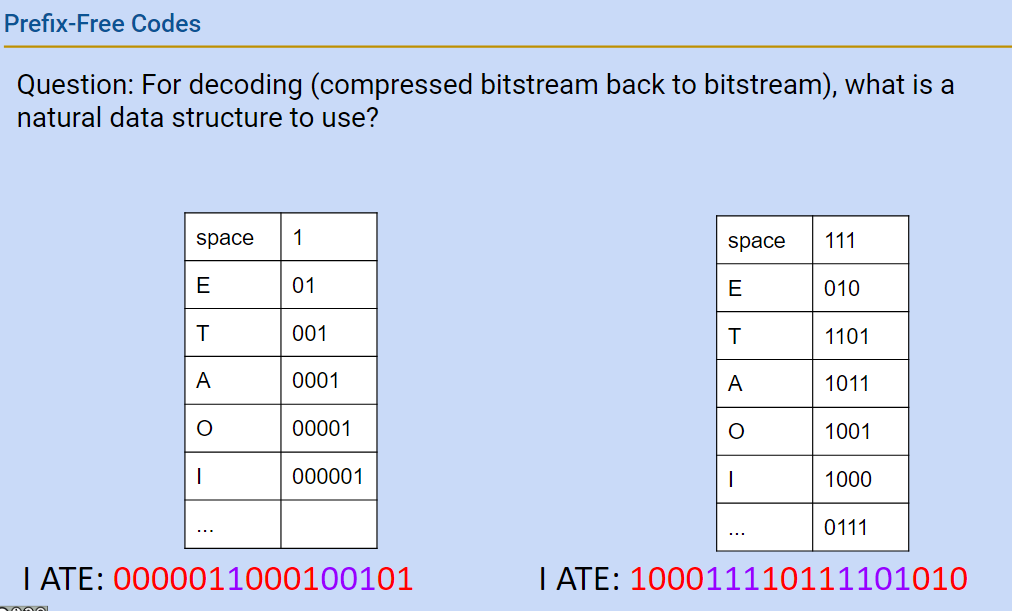 Prefix-Free Codes
Question: For decoding (compressed bitstream back to bitstream), what is a
natural data structure to use?
space 1
E 01
T 001
A 0001
O 00001
I 000001
...
I ATE: 0000011000100101
space 111
E 010
T 1101
A 1011
O 1001
I 1000
... 0111
I ATE: 100011110111101010